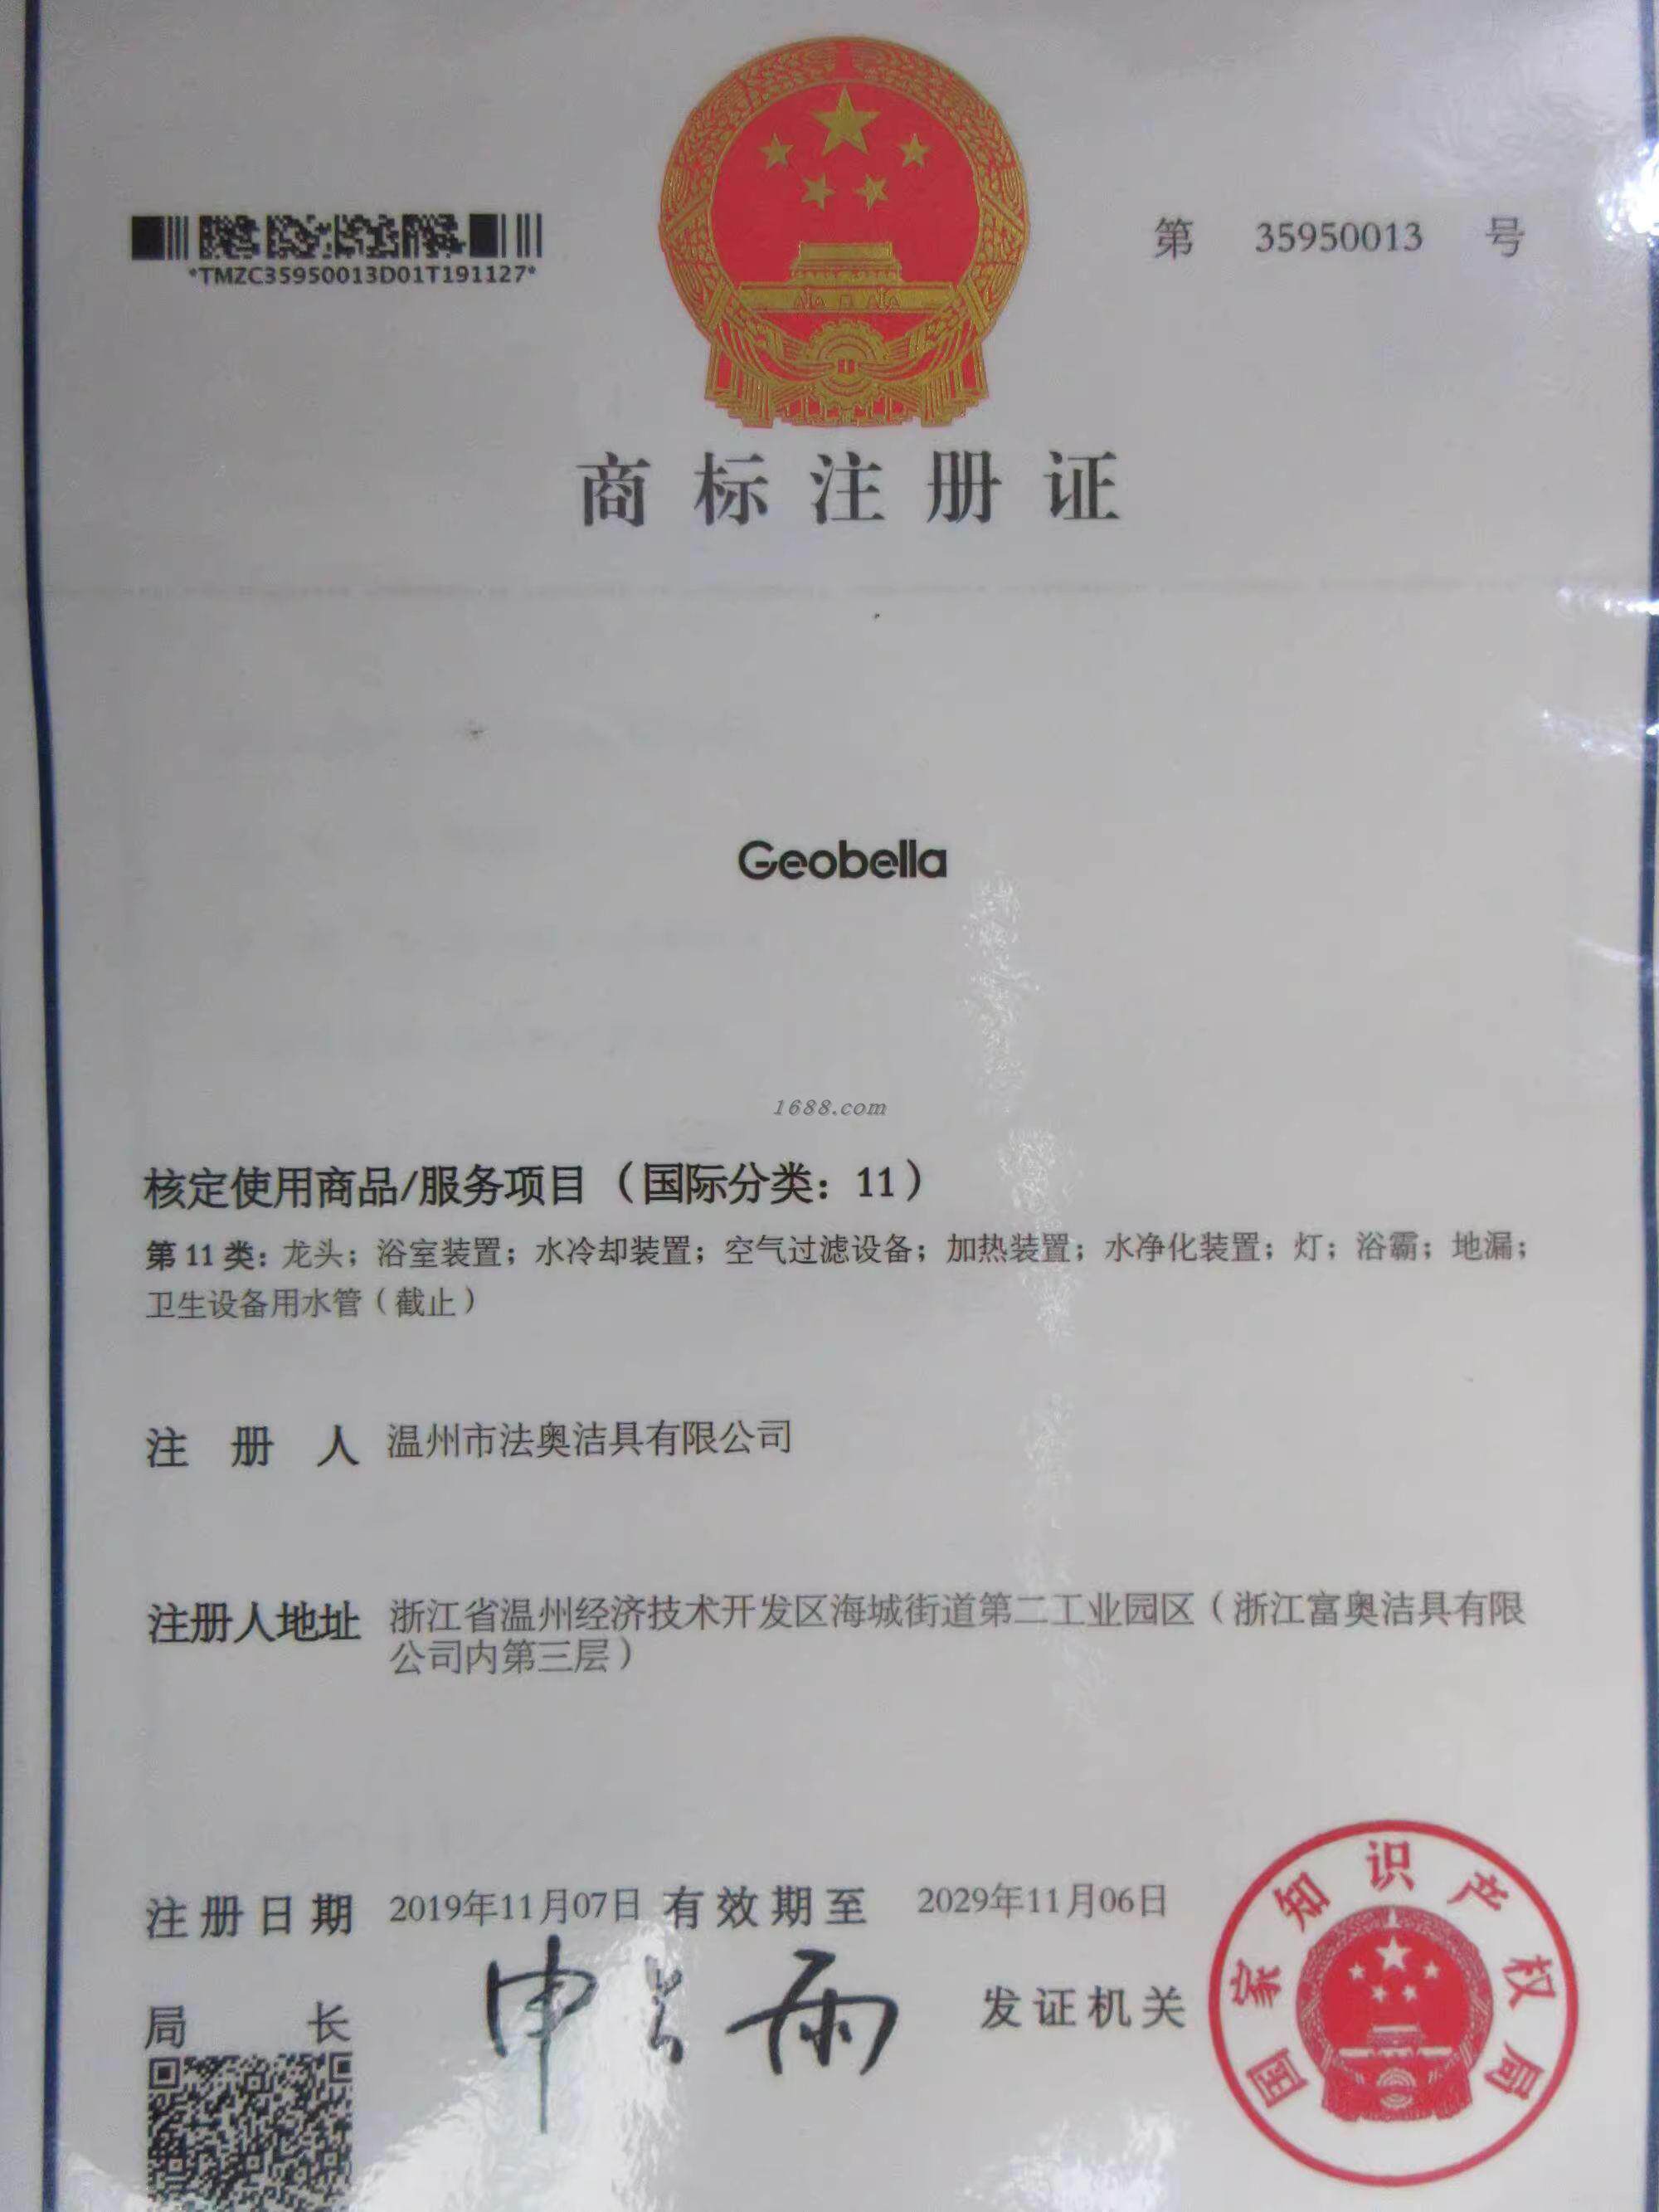 第 35950013 号
*TMZC35950013D01T191127*
商标注册证
Geobella
1688.com
核定使用商品/服务项目（国际分类：11）
第11类：龙头；浴室装置；水冷却装置；空气过滤设备；加热装置；水净化装置；灯；浴霸；地漏；
卫生设备用水管（截止）
注册人 温州市法奥洁具有限公司
注册人地址 浙江省温州经济技术开发区海城街道第二工业园区（浙江富奥洁具有限
公司内第三层）
注册日期 2019年11月07日 有效期至 2029年11月06日
局长 申长雨 发证机关
国家知识产权局